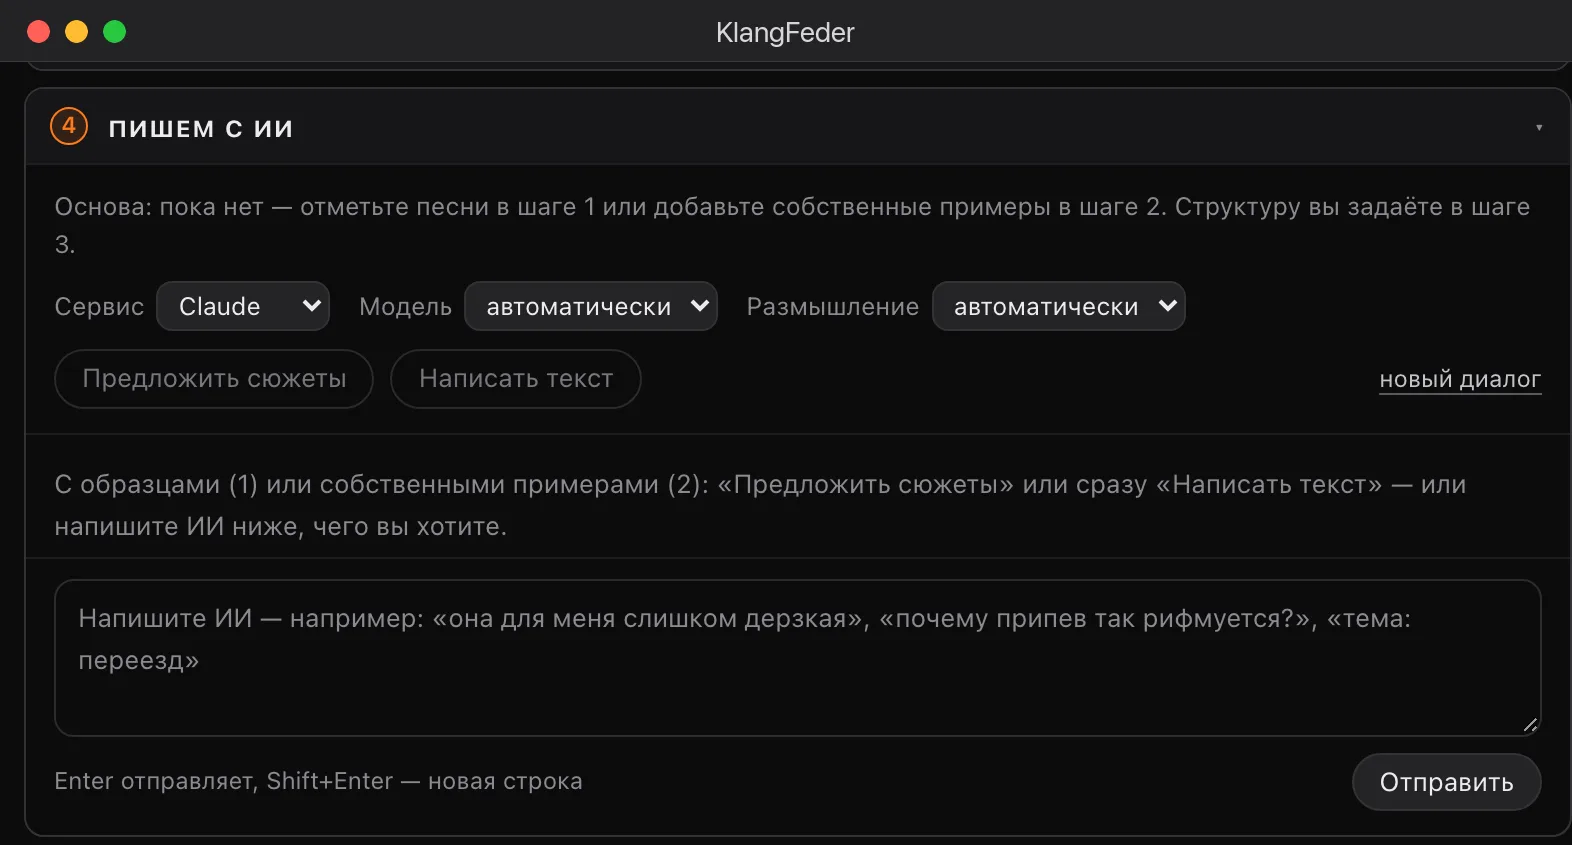 KlangFeder
4 ПИШЕМ С ИИ
Основа: пока нет — отметьте песни в шаге 1 или добавьте собственные примеры в шаге 2. Структуру вы задаёте в шаге
3.
Сервис Claude Модель автоматически Размышление автоматически
Предложить сюжеты Написать текст новый диалог
С образцами (1) или собственными примерами (2): «Предложить сюжеты» или сразу «Написать текст» — или
напишите ИИ ниже, чего вы хотите.
Напишите ИИ — например: «она для меня слишком дерзкая», «почему припев так рифмуется?», «тема:
переезд»
Enter отправляет, Shift+Enter — новая строка Отправить